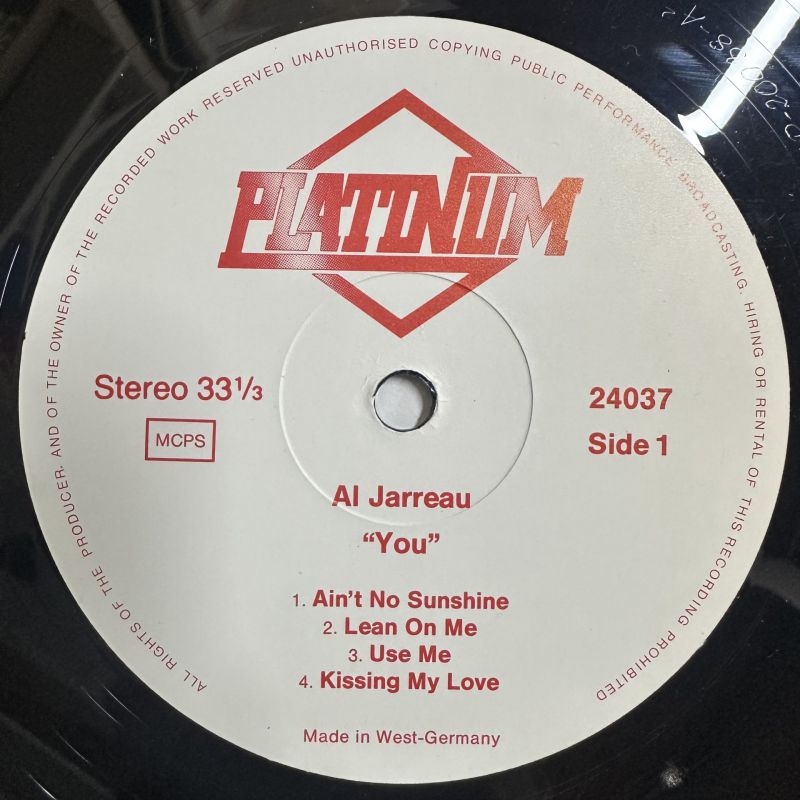 ALL RIGHTS OF THE PRODUCER, AND OF THE OWNER OF THE RECORDED WORK RESERVED UNAUTHORISED COPYING PUBLIC PERFORMANCE BROADCASTING, HIRING OR RENTAL OF THIS RECORDING PROHIBITED
PLATINUM
Stereo 33⅓
24037
MCPS
Side 1
Al Jarreau
“You”
1. Ain't No Sunshine
2. Lean On Me
3. Use Me
4. Kissing My Love
Made in West-Germany